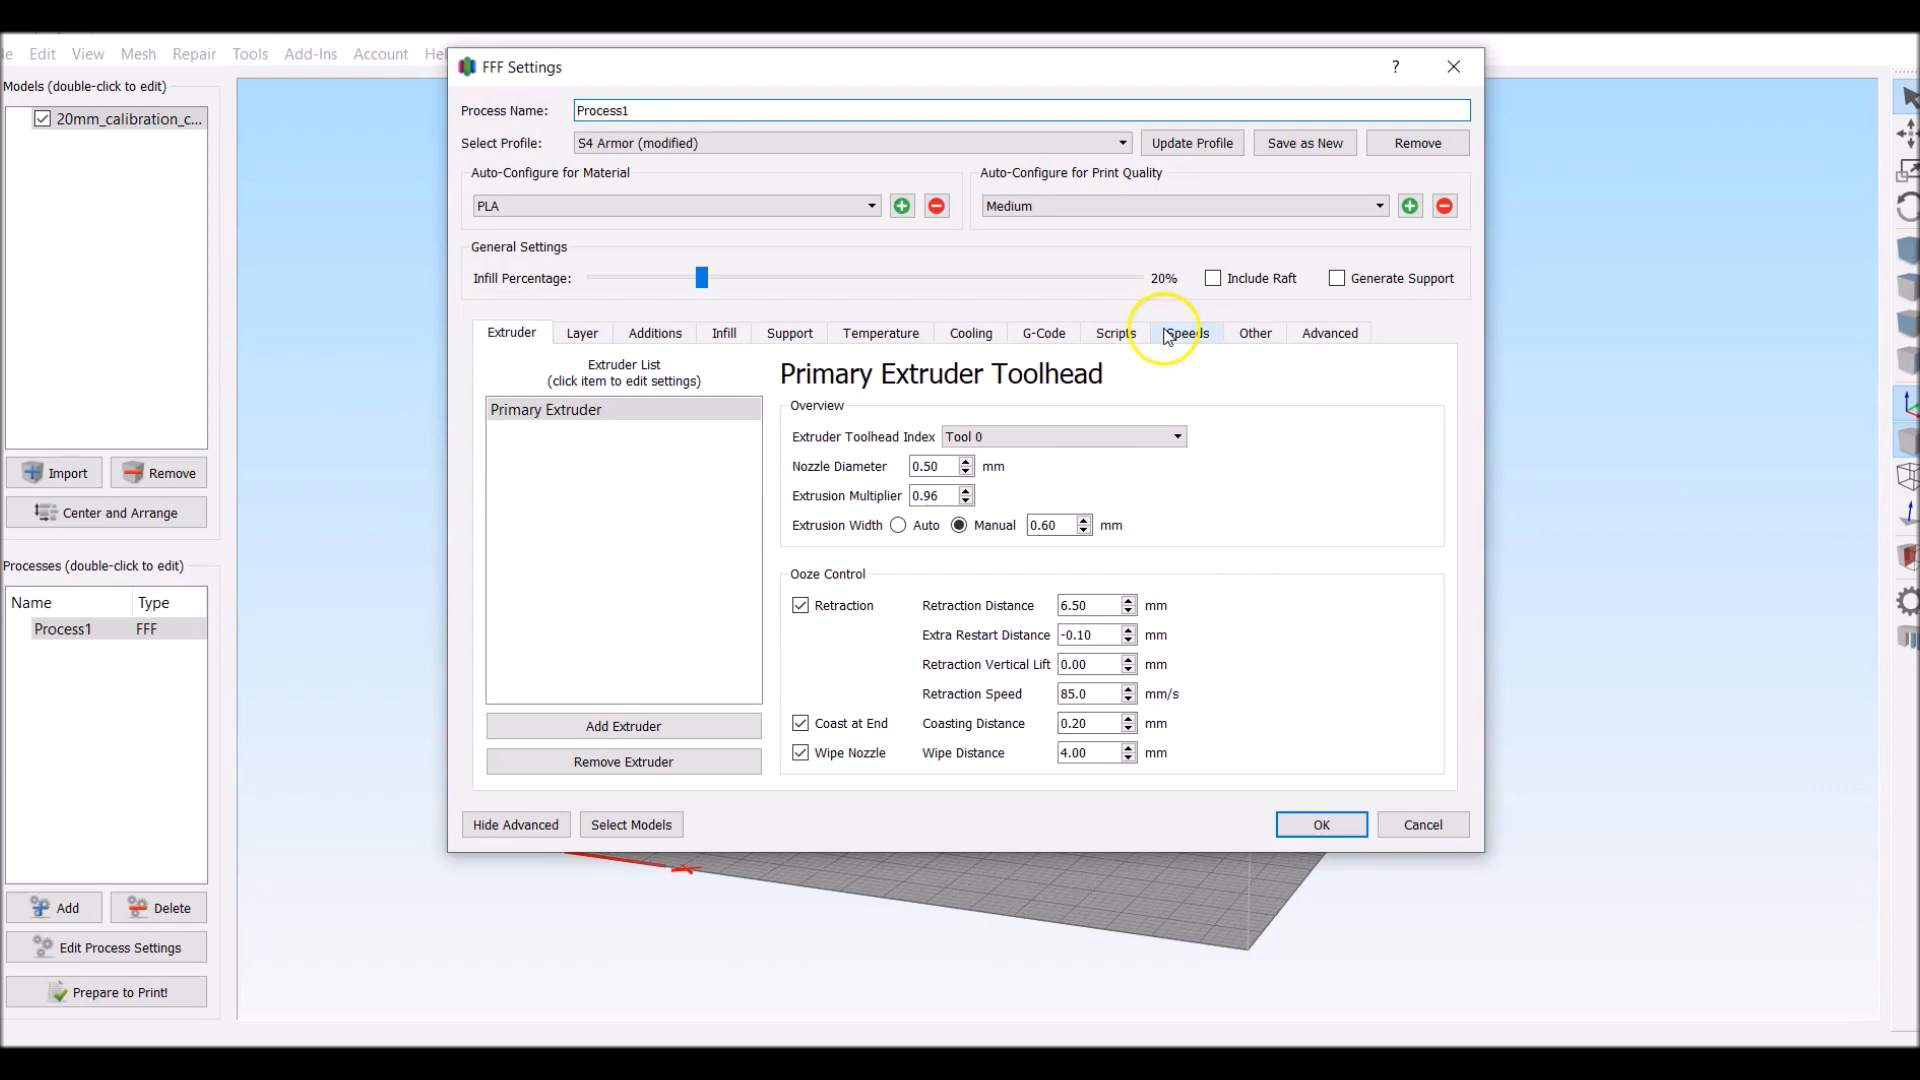 le Edit View Mesh Repair Tools Add-Ins Account Hel
Models (double-click to edit)
20mm_calibration_c...
Import Remove
Center and Arrange
Processes (double-click to edit)
Name Type
Process1 FFF
Add Delete
Edit Process Settings
Prepare to Print!
FFF Settings ?
Process Name: Process1
Select Profile: S4 Armor (modified) Update Profile Save as New Remove
Auto-Configure for Material Auto-Configure for Print Quality
PLA Medium
General Settings
Infill Percentage: 20% Include Raft Generate Support
Extruder Layer Additions Infill Support Temperature Cooling G-Code Scripts Speeds Other Advanced
Extruder List
(click item to edit settings)
Primary Extruder
Add Extruder
Remove Extruder
Primary Extruder Toolhead
Overview
Extruder Toolhead Index Tool 0
Nozzle Diameter 0.50 mm
Extrusion Multiplier 0.96
Extrusion Width Auto Manual 0.60 mm
Ooze Control
Retraction Retraction Distance 6.50 mm
Extra Restart Distance -0.10 mm
Retraction Vertical Lift 0.00 mm
Retraction Speed 85.0 mm/s
Coast at End Coasting Distance 0.20 mm
Wipe Nozzle Wipe Distance 4.00 mm
Hide Advanced Select Models OK Cancel